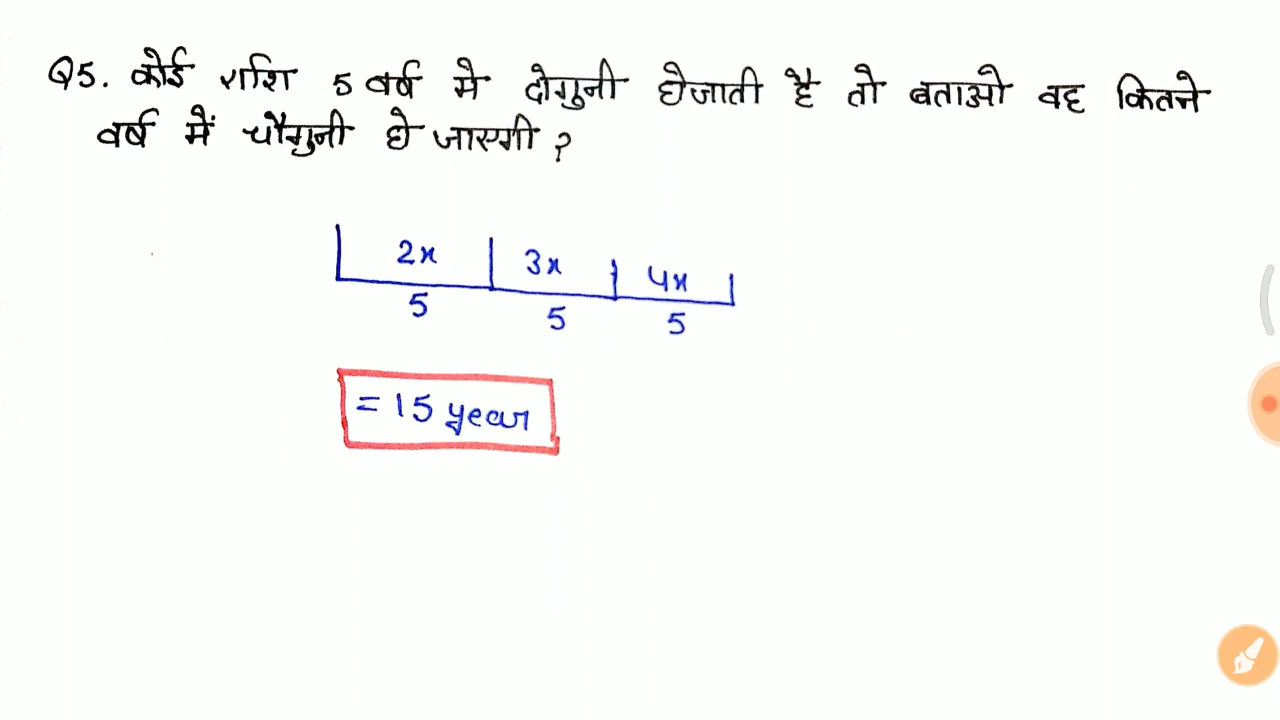 Q5. कोई राशि 5 वर्ष मे दोगुनी होजाती है तो बताओ वह कितने
वर्ष में चौगुनी हो जाएगी ?
2x 3x 4x
5 5 5
= 15 year